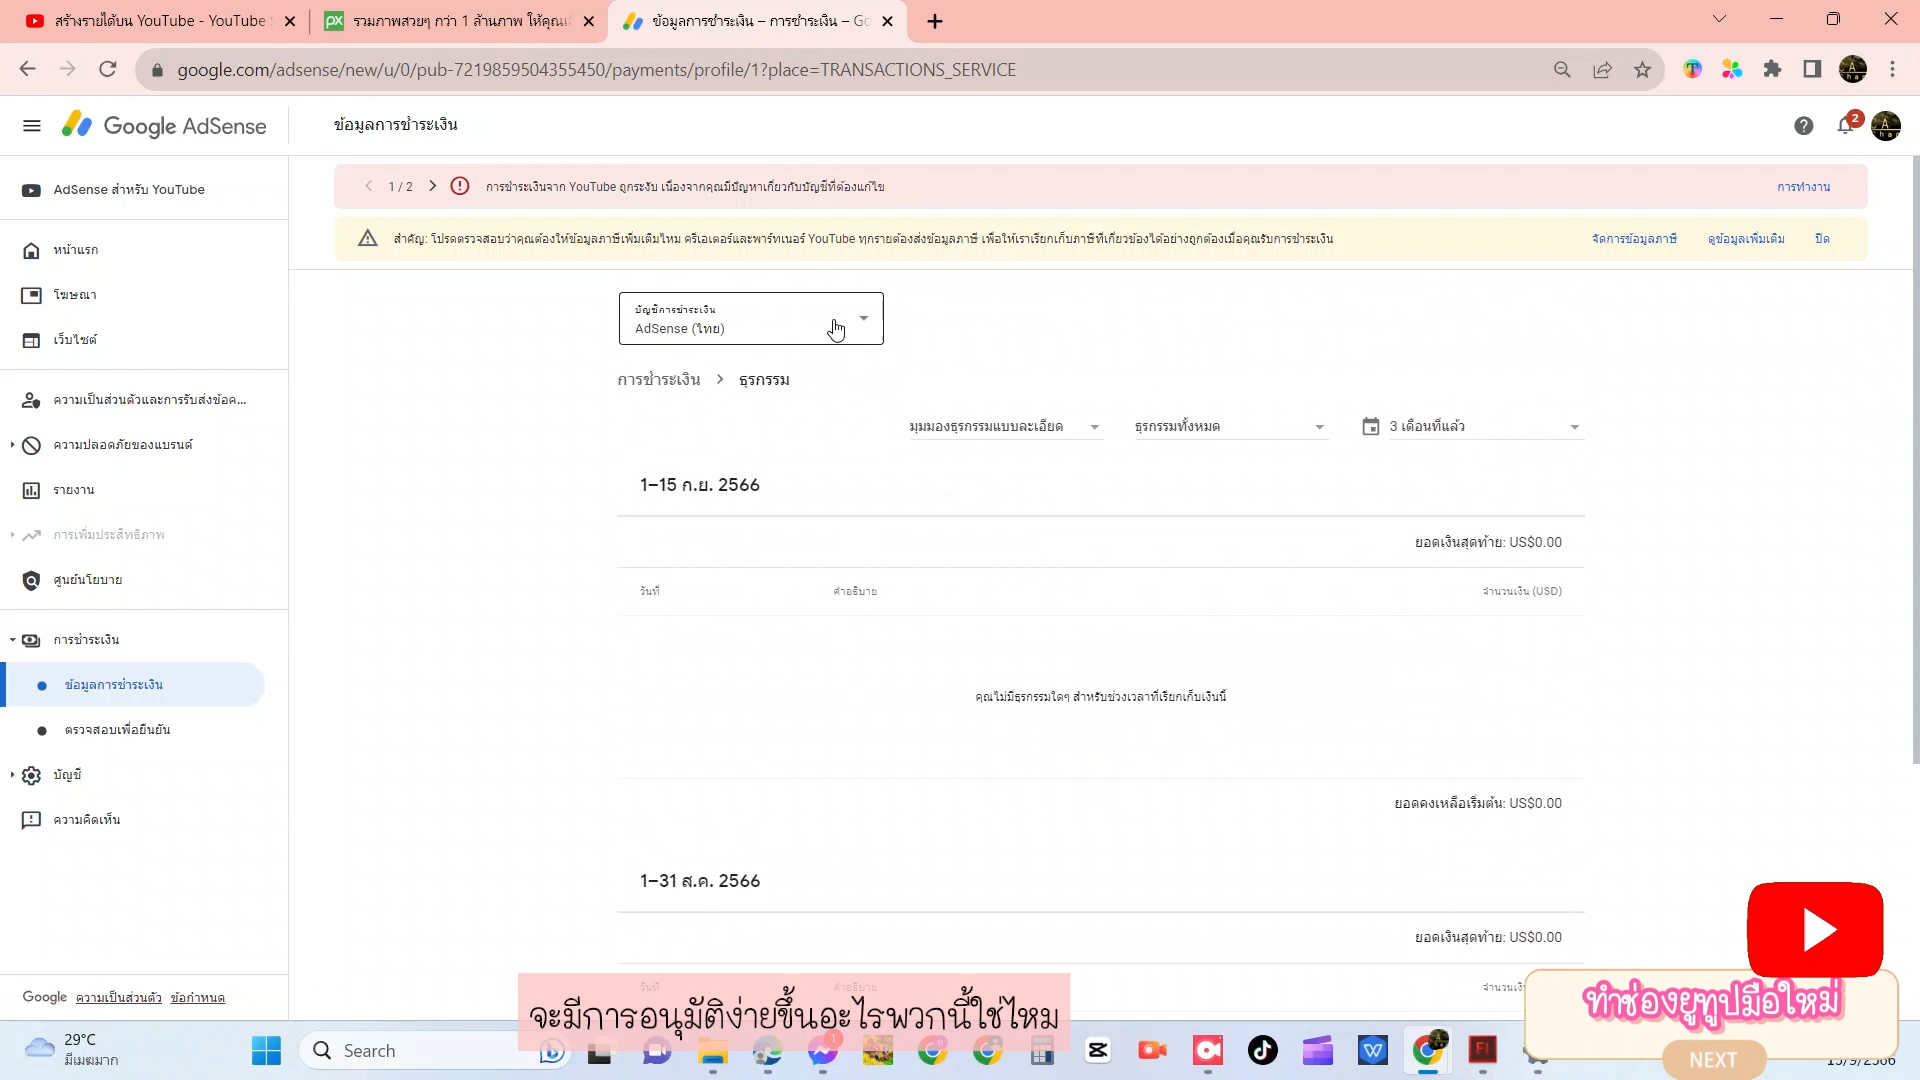 สร้างรายได้บน YouTube - YouTube
รวมภาพสวยๆ กว่า 1 ล้านภาพ ให้คุณเ
ข้อมูลการชำระเงิน – การชำระเงิน – Go
google.com/adsense/new/u/0/pub-7219859504355450/payments/profile/1?place=TRANSACTIONS_SERVICE
Google AdSense
ข้อมูลการชำระเงิน
2
AdSense สำหรับ YouTube
หน้าแรก
โฆษณา
เว็บไซต์
ความเป็นส่วนตัวและการรับส่งข้อค...
ความปลอดภัยของแบรนด์
รายงาน
การเพิ่มประสิทธิภาพ
ศูนย์นโยบาย
การชำระเงิน
ข้อมูลการชำระเงิน
ตรวจสอบเพื่อยืนยัน
บัญชี
ความคิดเห็น
Google ความเป็นส่วนตัว ข้อกำหนด
1 / 2
การชำระเงินจาก YouTube ถูกระงับ เนื่องจากคุณมีปัญหาเกี่ยวกับบัญชีที่ต้องแก้ไข
การทำงาน
สำคัญ: โปรดตรวจสอบว่าคุณต้องให้ข้อมูลภาษีเพิ่มเติมไหม ครีเอเตอร์และพาร์ทเนอร์ YouTube ทุกรายต้องส่งข้อมูลภาษี เพื่อให้เราเรียกเก็บภาษีที่เกี่ยวข้องได้อย่างถูกต้องเมื่อคุณรับการชำระเงิน
จัดการข้อมูลภาษี ดูข้อมูลเพิ่มเติม ปิด
บัญชีการชำระเงิน
AdSense (ไทย)
การชำระเงิน
ธุรกรรม
มุมมองธุรกรรมแบบละเอียด
ธุรกรรมทั้งหมด
3 เดือนที่แล้ว
1–15 ก.ย. 2566
ยอดเงินสุดท้าย: US$0.00
วันที่ คำอธิบาย จำนวนเงิน (USD)
คุณไม่มีธุรกรรมใดๆ สำหรับช่วงเวลาที่เรียกเก็บเงินนี้
ยอดคงเหลือเริ่มต้น: US$0.00
1–31 ส.ค. 2566
ยอดเงินสุดท้าย: US$0.00
วันที่ คำอธิบาย จำนวนเงิน
จะมีการอนุมัติง่ายขึ้นอะไรพวกนี้ใช่ไหม
ทำช่องยูทูปมือใหม่
NEXT
29°C
มีเมฆมาก
Search
1
15/9/2566